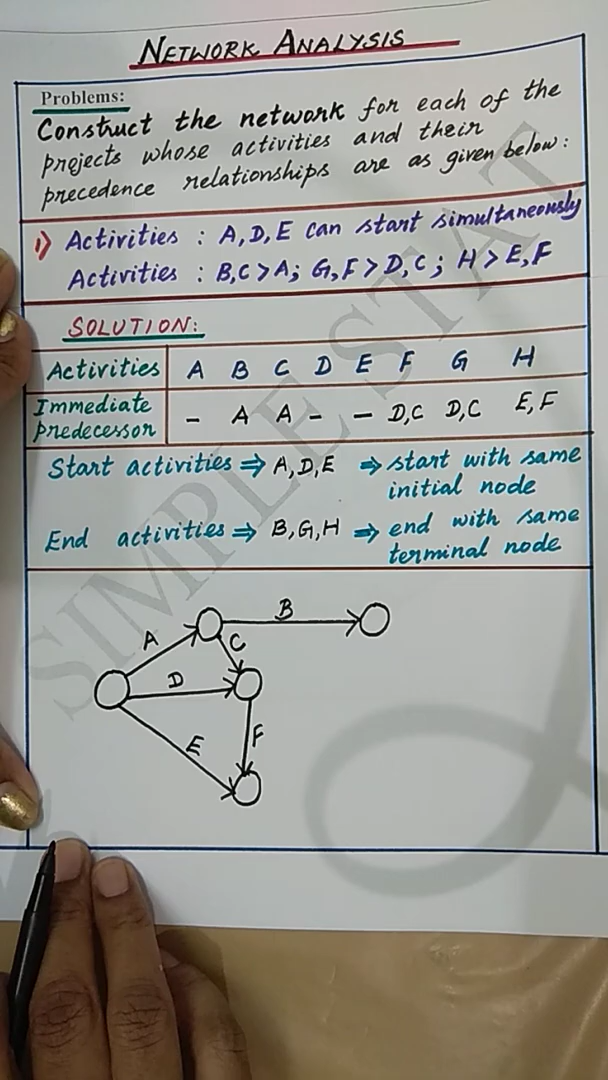 NETWORK ANALYSIS
Problems:
Construct the network for each of the
projects whose activities and their
precedence relationships are as given below:
1) Activities : A,D,E can start simultaneously
Activities : B,C>A; G,F>D,C; H>E,F
SOLUTION:
Activities A B C D E F G H
Immediate predecessor - A A - - D,C D,C E,F
Start activities ⇒ A,D,E ⇒ start with same
initial node
End activities ⇒ B,G,H ⇒ end with same
terminal node
B
A C
D
E F
SIMPLE STAT